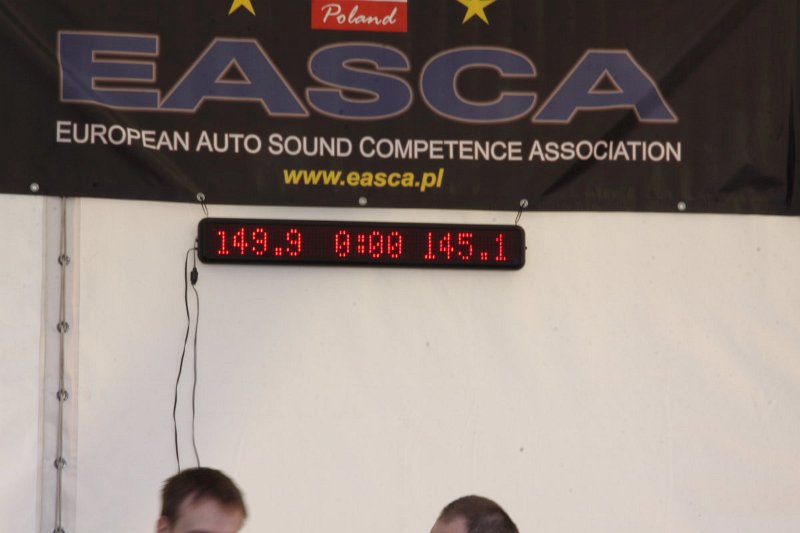 Poland
EASCA
EUROPEAN AUTO SOUND COMPETENCE ASSOCIATION
www.easca.pl
149.9 0:00 145.1